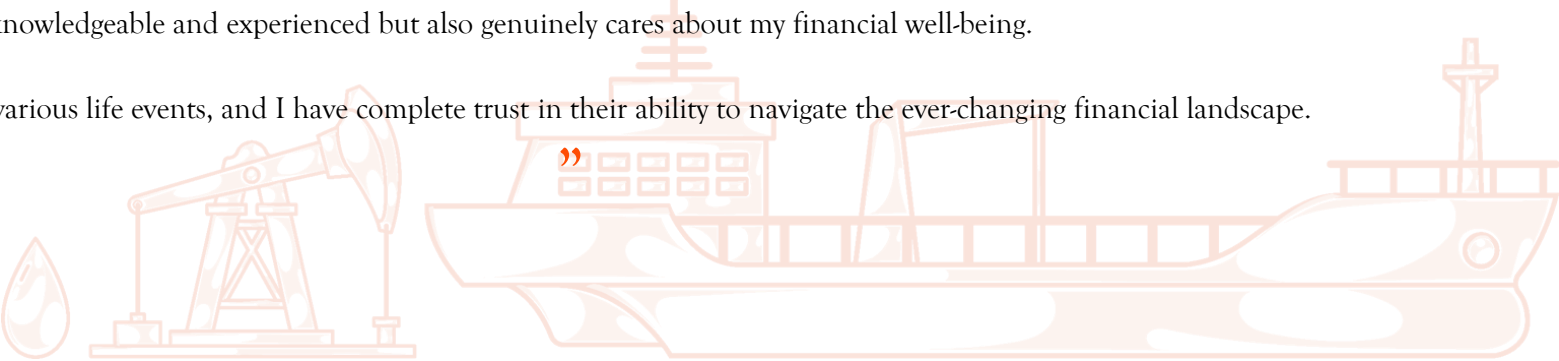 knowledgeable and experienced but also genuinely cares about my financial well-being.
various life events, and I have complete trust in their ability to navigate the ever-changing financial landscape.
”